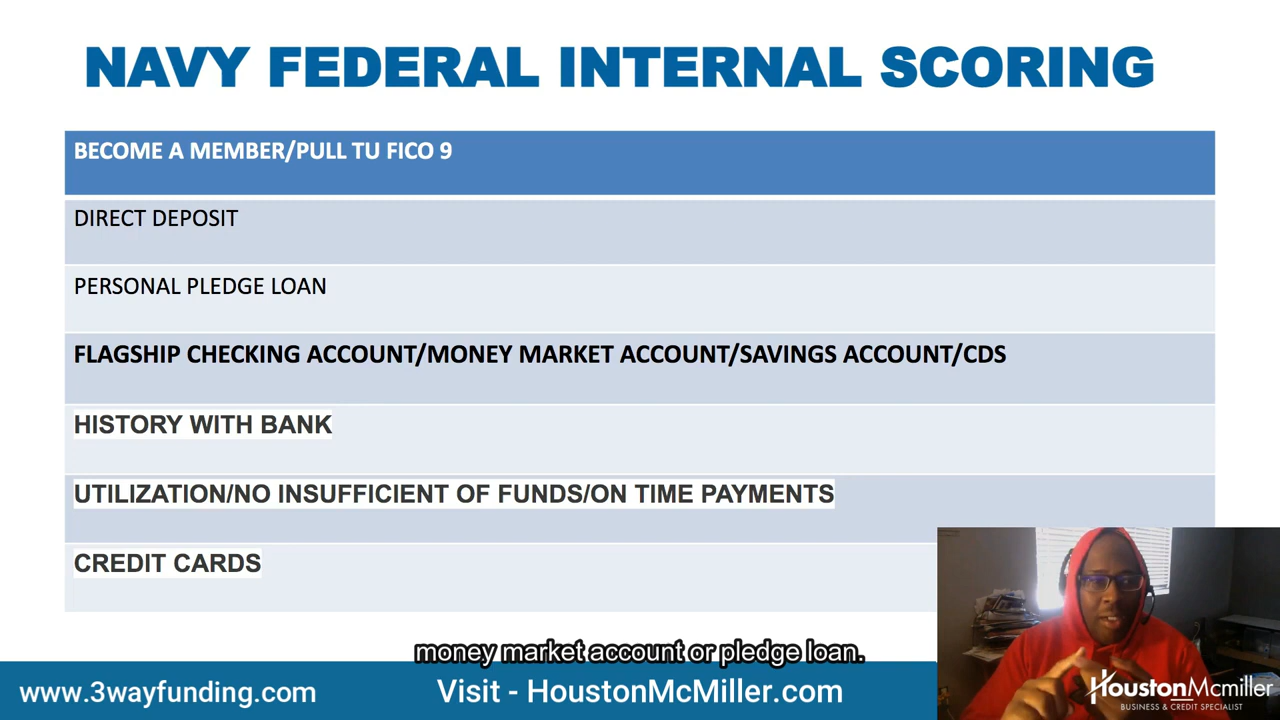 NAVY FEDERAL INTERNAL SCORING
BECOME A MEMBER/PULL TU FICO 9
DIRECT DEPOSIT
PERSONAL PLEDGE LOAN
FLAGSHIP CHECKING ACCOUNT/MONEY MARKET ACCOUNT/SAVINGS ACCOUNT/CDS
HISTORY WITH BANK
UTILIZATION/NO INSUFFICIENT OF FUNDS/ON TIME PAYMENTS
CREDIT CARDS
money market account or pledge loan.
www.3wayfunding.com
Visit - HoustonMcMiller.com
HoustonMcmiller
BUSINESS & CREDIT SPECIALIST